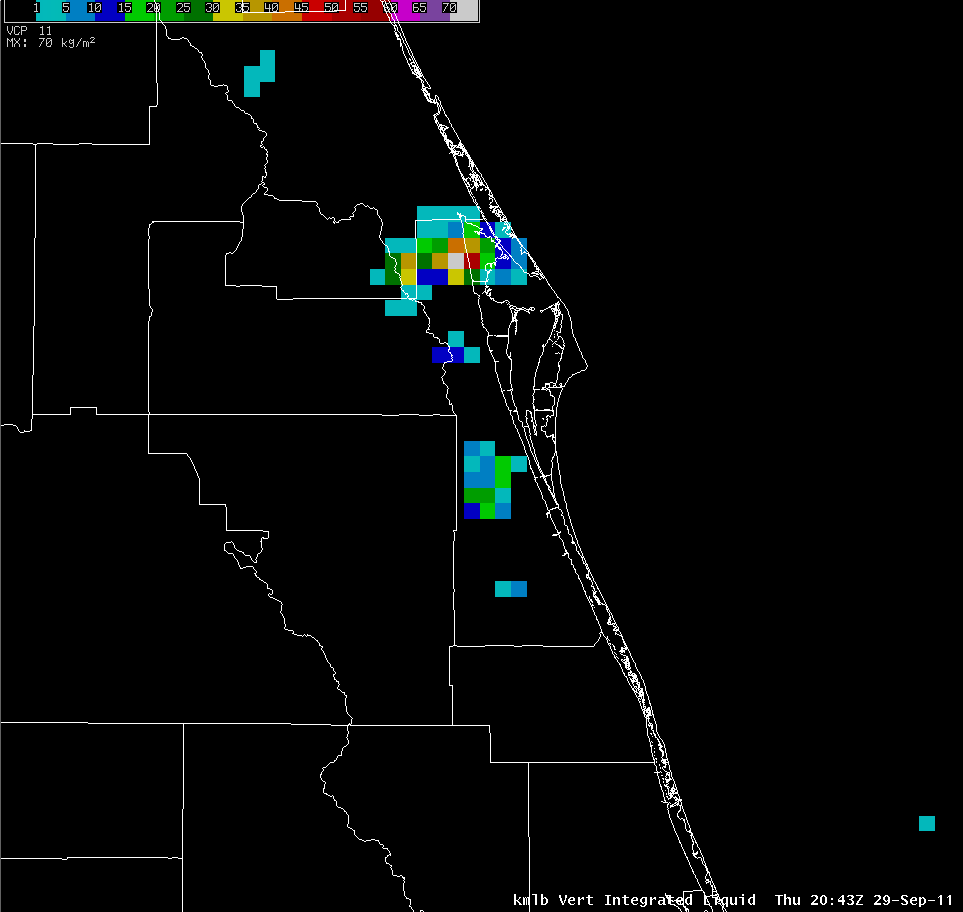 1 5 10 15 20 25 30 35 40 45 50 55 60 65 70
VCP 11
MX: 70 kg/m²
kmlb Vert Integrated Liquid Thu 20:43Z 29-Sep-11